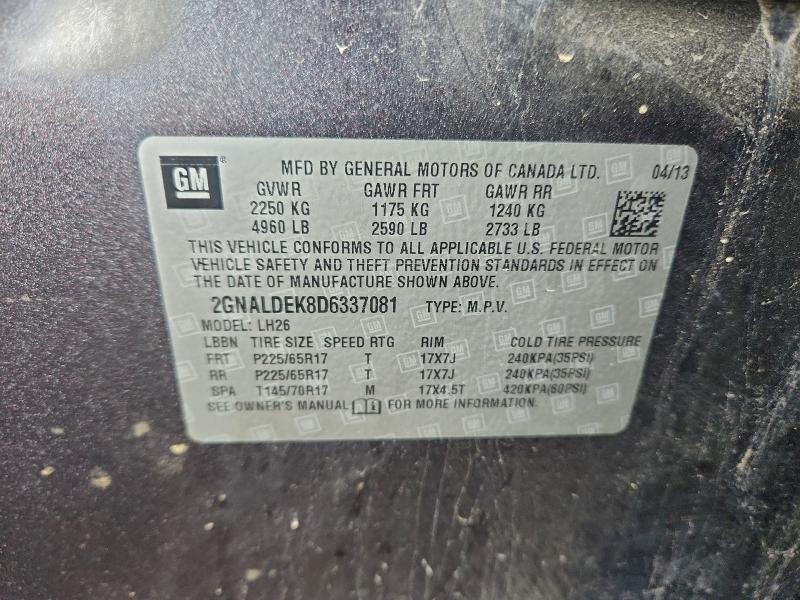 GM ® MFD BY GENERAL MOTORS OF CANADA LTD. 04/13
GVWR GAWR FRT GAWR RR
2250 KG 1175 KG 1240 KG
4960 LB 2590 LB 2733 LB
THIS VEHICLE CONFORMS TO ALL APPLICABLE U.S. FEDERAL MOTOR
VEHICLE SAFETY AND THEFT PREVENTION STANDARDS IN EFFECT ON
THE DATE OF MANUFACTURE SHOWN ABOVE.
2GNALDEK8D6337081 TYPE: M.P.V.
MODEL: LH26
LBBN TIRE SIZE SPEED RTG RIM COLD TIRE PRESSURE
FRT P225/65R17 T 17X7J 240KPA(35PSI)
RR P225/65R17 T 17X7J 240KPA(35PSI)
SPA T145/70R17 M 17X4.5T 420KPA(60PSI)
SEE OWNER'S MANUAL FOR MORE INFORMATION.